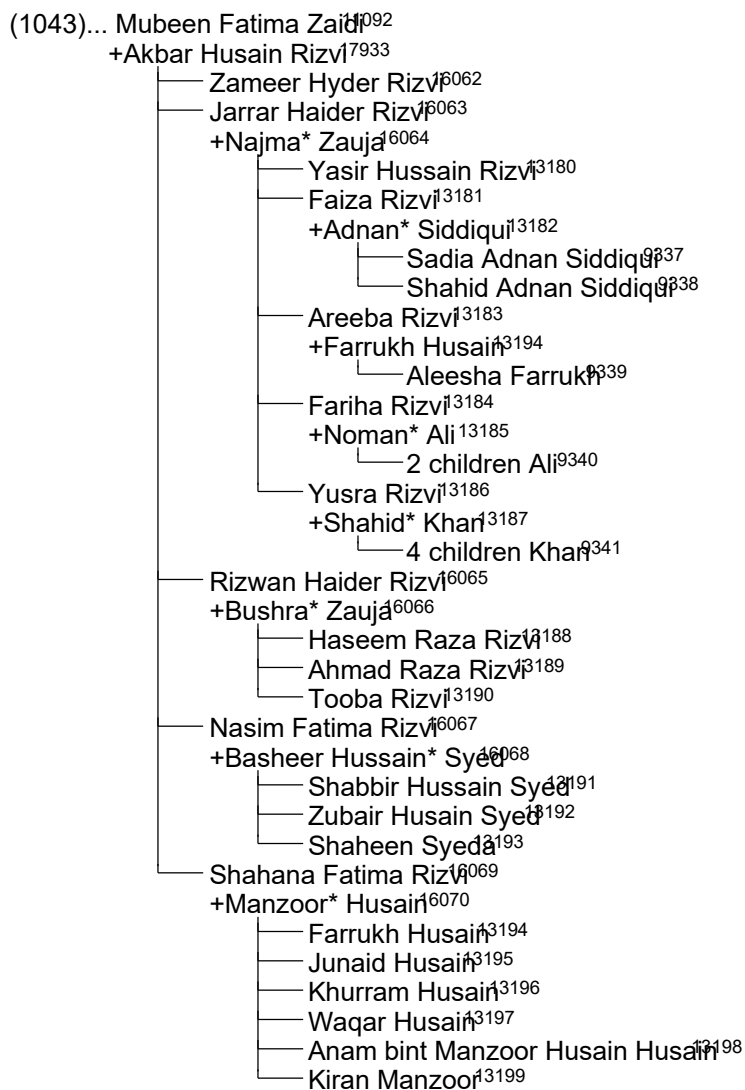 (1043)... Mubeen Fatima Zaidi11092
+Akbar Husain Rizvi17933
Zameer Hyder Rizvi16062
Jarrar Haider Rizvi16063
+Najma* Zauja16064
Yasir Hussain Rizvi13180
Faiza Rizvi13181
+Adnan* Siddiqui13182
Sadia Adnan Siddiqui9337
Shahid Adnan Siddiqui9338
Areeba Rizvi13183
+Farrukh Husain13194
Aleesha Farrukh9339
Fariha Rizvi13184
+Noman* Ali13185
2 children Ali9340
Yusra Rizvi13186
+Shahid* Khan13187
4 children Khan9341
Rizwan Haider Rizvi16065
+Bushra* Zauja16066
Haseem Raza Rizvi13188
Ahmad Raza Rizvi13189
Tooba Rizvi13190
Nasim Fatima Rizvi16067
+Basheer Hussain* Syed16068
Shabbir Hussain Syed13191
Zubair Husain Syed13192
Shaheen Syeda13193
Shahana Fatima Rizvi16069
+Manzoor* Husain16070
Farrukh Husain13194
Junaid Husain13195
Khurram Husain13196
Waqar Husain13197
Anam bint Manzoor Husain Husain13198
Kiran Manzoor13199